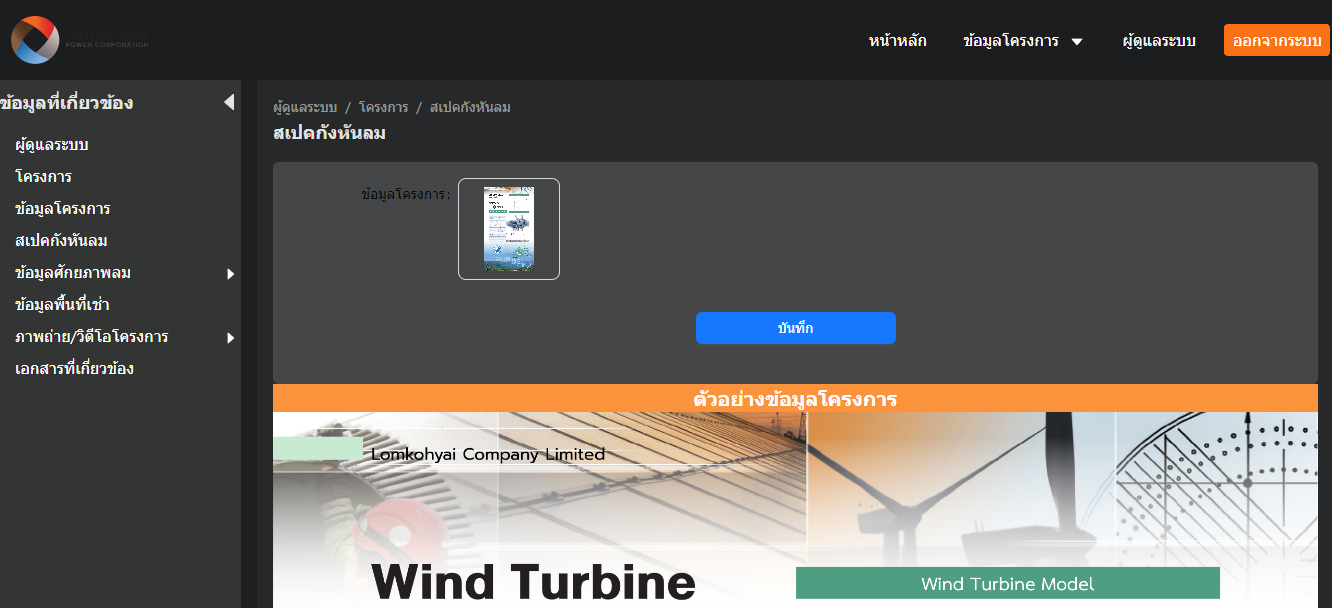 POWER CORPORATION
หน้าหลัก ข้อมูลโครงการ ผู้ดูแลระบบ ออกจากระบบ
ข้อมูลที่เกี่ยวข้อง
ผู้ดูแลระบบ
โครงการ
ข้อมูลโครงการ
สเปคกังหันลม
ข้อมูลศักยภาพลม
ข้อมูลพื้นที่เช่า
ภาพถ่าย/วิดีโอโครงการ
เอกสารที่เกี่ยวข้อง
ผู้ดูแลระบบ / โครงการ / สเปคกังหันลม
สเปคกังหันลม
ข้อมูลโครงการ:
บันทึก
ตัวอย่างข้อมูลโครงการ
Lomkohyai Company Limited
Wind Turbine
Wind Turbine Model